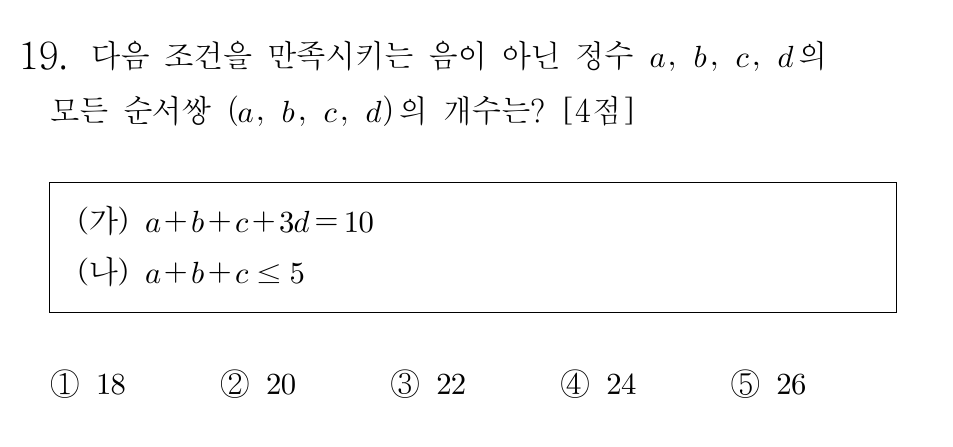 19. 다음 조건을 만족시키는 음이 아닌 정수 a, b, c, d의
모든 순서쌍 (a, b, c, d)의 개수는? [4점]
(가) a+b+c+3d=10
(나) a+b+c≤5
① 18 ② 20 ③ 22 ④ 24 ⑤ 26